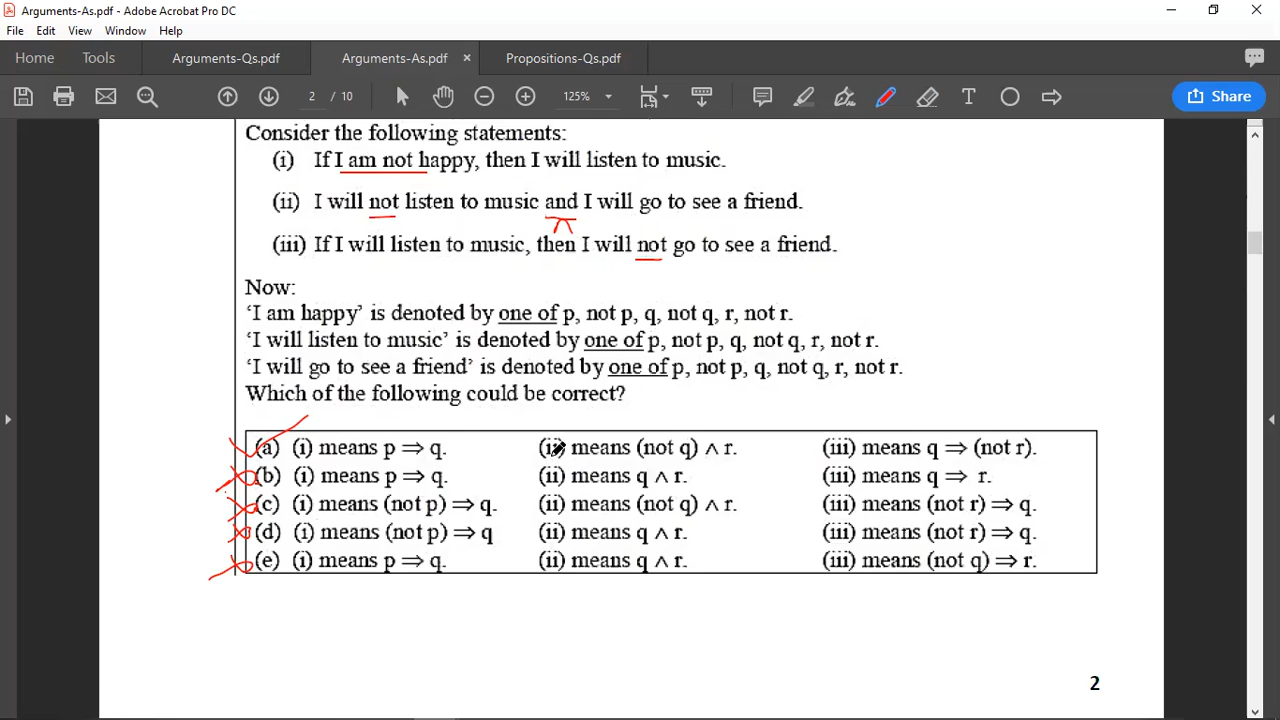 Arguments-As.pdf - Adobe Acrobat Pro DC
File Edit View Window Help
Home Tools Arguments-Qs.pdf Arguments-As.pdf × Propositions-Qs.pdf
2 / 10 125% Share
Consider the following statements:
(i) If I am not happy, then I will listen to music.
(ii) I will not listen to music and I will go to see a friend.
∧
(iii) If I will listen to music, then I will not go to see a friend.
Now:
‘I am happy’ is denoted by one of p, not p, q, not q, r, not r.
‘I will listen to music’ is denoted by one of p, not p, q, not q, r, not r.
‘I will go to see a friend’ is denoted by one of p, not p, q, not q, r, not r.
Which of the following could be correct?
(a) (i) means p ⇒ q. (ii) means (not q) ∧ r. (iii) means q ⇒ (not r).
(b) (i) means p ⇒ q. (ii) means q ∧ r. (iii) means q ⇒ r.
(c) (i) means (not p) ⇒ q. (ii) means (not q) ∧ r. (iii) means (not r) ⇒ q.
(d) (i) means (not p) ⇒ q (ii) means q ∧ r. (iii) means (not r) ⇒ q.
(e) (i) means p ⇒ q. (ii) means q ∧ r. (iii) means (not q) ⇒ r.
2